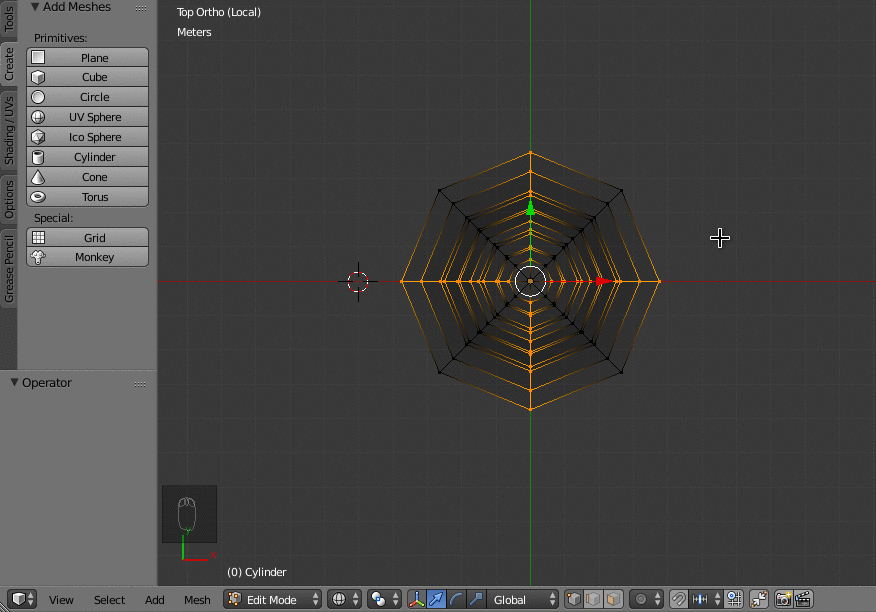 Tools
Create
Shading / UVs
Options
Grease Pencil
Add Meshes
Primitives:
Plane
Cube
Circle
UV Sphere
Ico Sphere
Cylinder
Cone
Torus
Special:
Grid
Monkey
Operator
Top Ortho (Local)
Meters
(0) Cylinder
View
Select
Add
Mesh
Edit Mode
Global